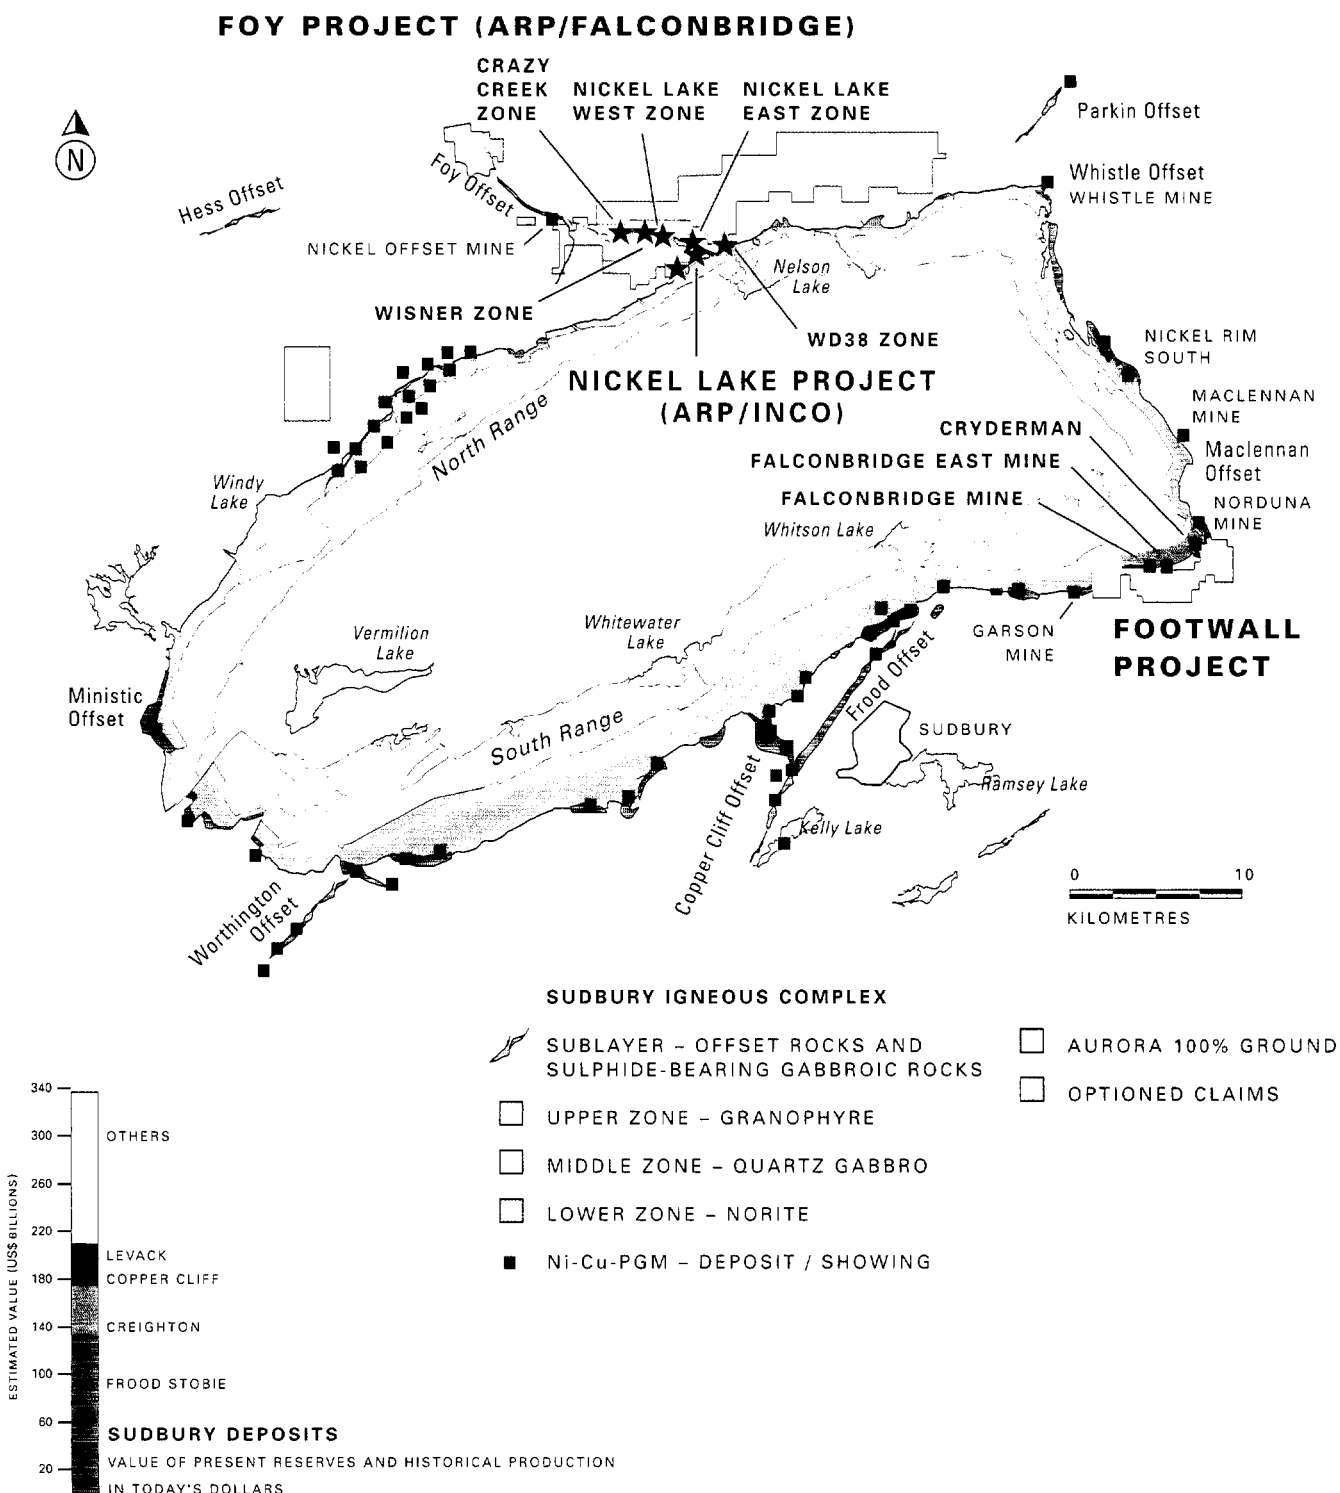 FOY PROJECT (ARP/FALCONBRIDGE)
CRAZY
CREEK
ZONE
NICKEL LAKE
WEST ZONE
NICKEL LAKE
EAST ZONE
N
Parkin Offset
Foy Offset
Hess Offset
Whistle Offset
WHISTLE MINE
NICKEL OFFSET MINE
Nelson
Lake
WISNER ZONE
WD38 ZONE
NICKEL RIM
SOUTH
NICKEL LAKE PROJECT
(ARP/INCO)
North Range
MACLENNAN
MINE
CRYDERMAN
Maclennan
Offset
FALCONBRIDGE EAST MINE
Windy
Lake
FALCONBRIDGE MINE
NORDUNA
MINE
Whitson Lake
Whitewater
Lake
Vermilion
Lake
GARSON
MINE
FOOTWALL
PROJECT
Ministic
Offset
Frood Offset
South Range
SUDBURY
Ramsey Lake
Copper Cliff Offset
Kelly Lake
Worthington
Offset
0 10
KILOMETRES
SUDBURY IGNEOUS COMPLEX
SUBLAYER – OFFSET ROCKS AND
SULPHIDE-BEARING GABBROIC ROCKS
UPPER ZONE – GRANOPHYRE
MIDDLE ZONE – QUARTZ GABBRO
LOWER ZONE – NORITE
Ni-Cu-PGM – DEPOSIT / SHOWING
AURORA 100% GROUND
OPTIONED CLAIMS
ESTIMATED VALUE (US$ BILLIONS)
340
300
260
220
180
140
100
60
20
OTHERS
LEVACK
COPPER CLIFF
CREIGHTON
FROOD STOBIE
SUDBURY DEPOSITS
VALUE OF PRESENT RESERVES AND HISTORICAL PRODUCTION
IN TODAY'S DOLLARS